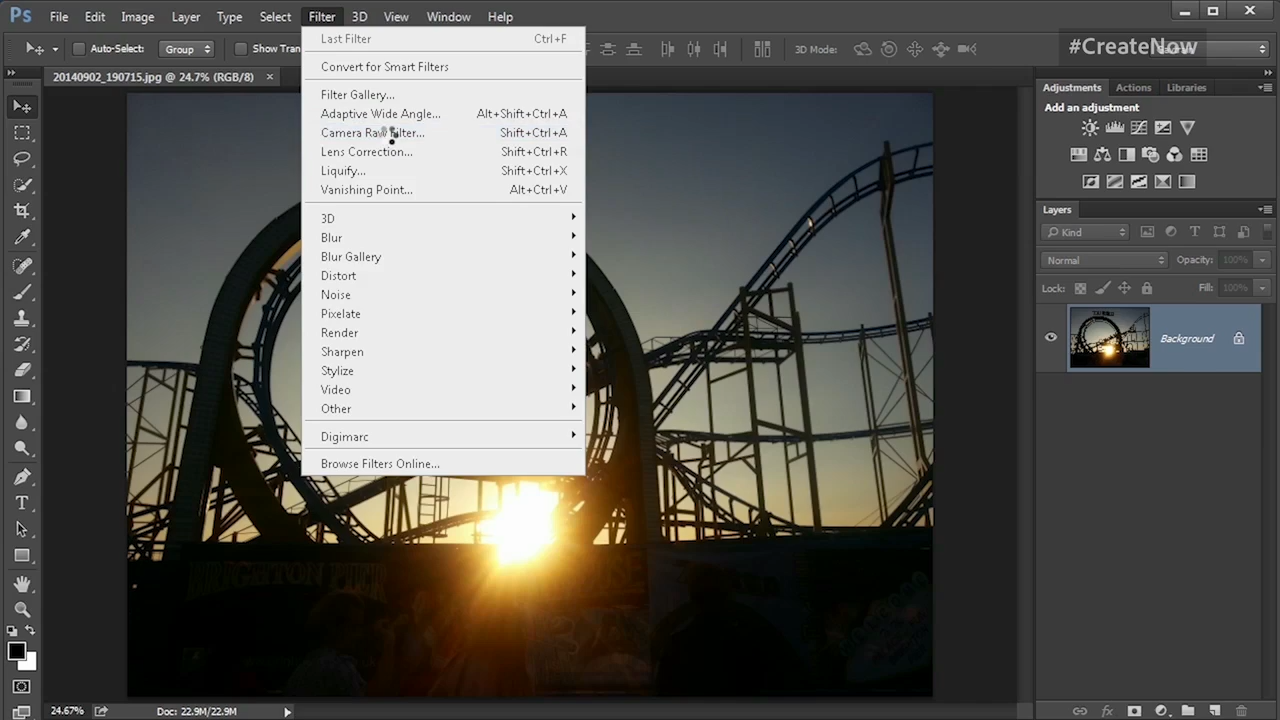 Ps File Edit Image Layer Type Select Filter 3D View Window Help
Auto-Select: Group Show Tran 3D Mode: #CreateNow
20140902_190715.jpg @ 24.7% (RGB/8) ×
Last Filter Ctrl+F
Convert for Smart Filters
Filter Gallery...
Adaptive Wide Angle... Alt+Shift+Ctrl+A
Camera Raw Filter... Shift+Ctrl+A
Lens Correction... Shift+Ctrl+R
Liquify... Shift+Ctrl+X
Vanishing Point... Alt+Ctrl+V
3D
Blur
Blur Gallery
Distort
Noise
Pixelate
Render
Sharpen
Stylize
Video
Other
Digimarc
Browse Filters Online...
Adjustments Actions Libraries
Add an adjustment
Layers
Kind
Normal Opacity: 100%
Lock: Fill: 100%
Background
BRIGHTON PIER
24.67% Doc: 22.9M/22.9M